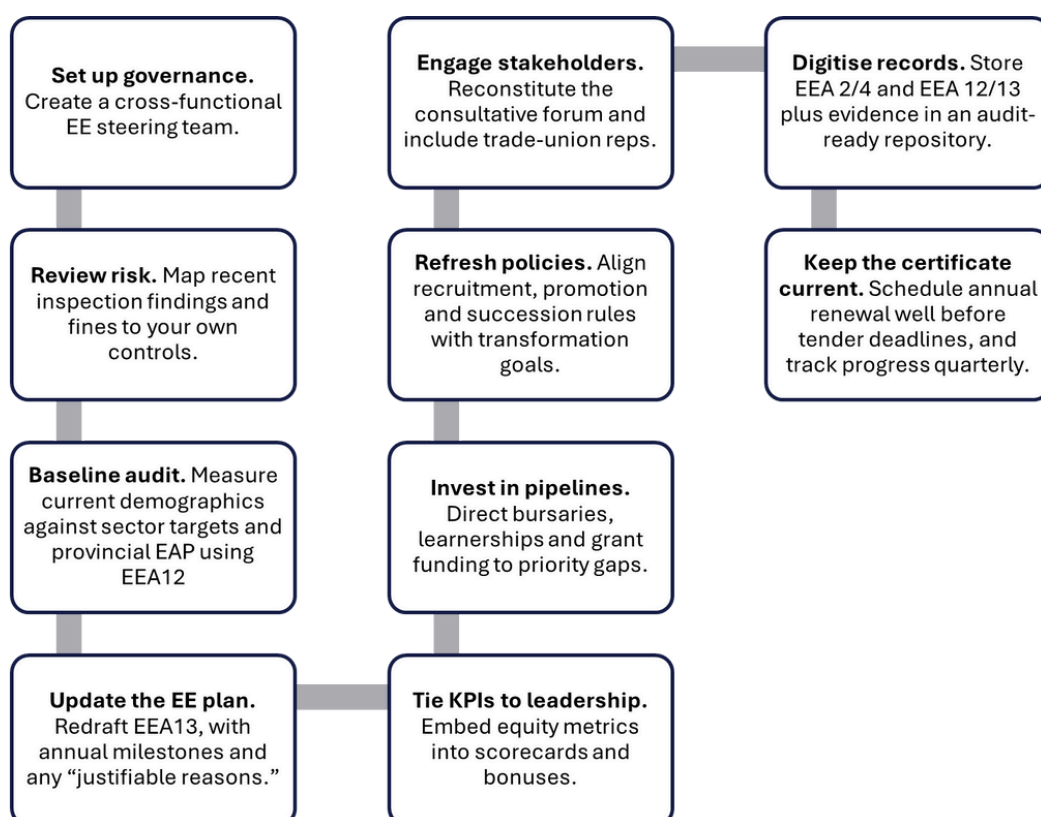 Set up governance.
Create a cross-functional
EE steering team.
Review risk. Map recent
inspection findings and
fines to your own
controls.
Baseline audit. Measure
current demographics
against sector targets and
provincial EAP using
EEA12
Update the EE plan.
Redraft EEA13, with
annual milestones and
any “justifiable reasons.”
Tie KPIs to leadership.
Embed equity metrics
into scorecards and
bonuses.
Invest in pipelines.
Direct bursaries,
learnerships and grant
funding to priority gaps.
Refresh policies. Align
recruitment, promotion
and succession rules
with transformation
goals.
Engage stakeholders.
Reconstitute the
consultative forum and
include trade-union reps.
Digitise records. Store
EEA 2/4 and EEA 12/13
plus evidence in an audit-
ready repository.
Keep the certificate
current. Schedule annual
renewal well before
tender deadlines, and
track progress quarterly.